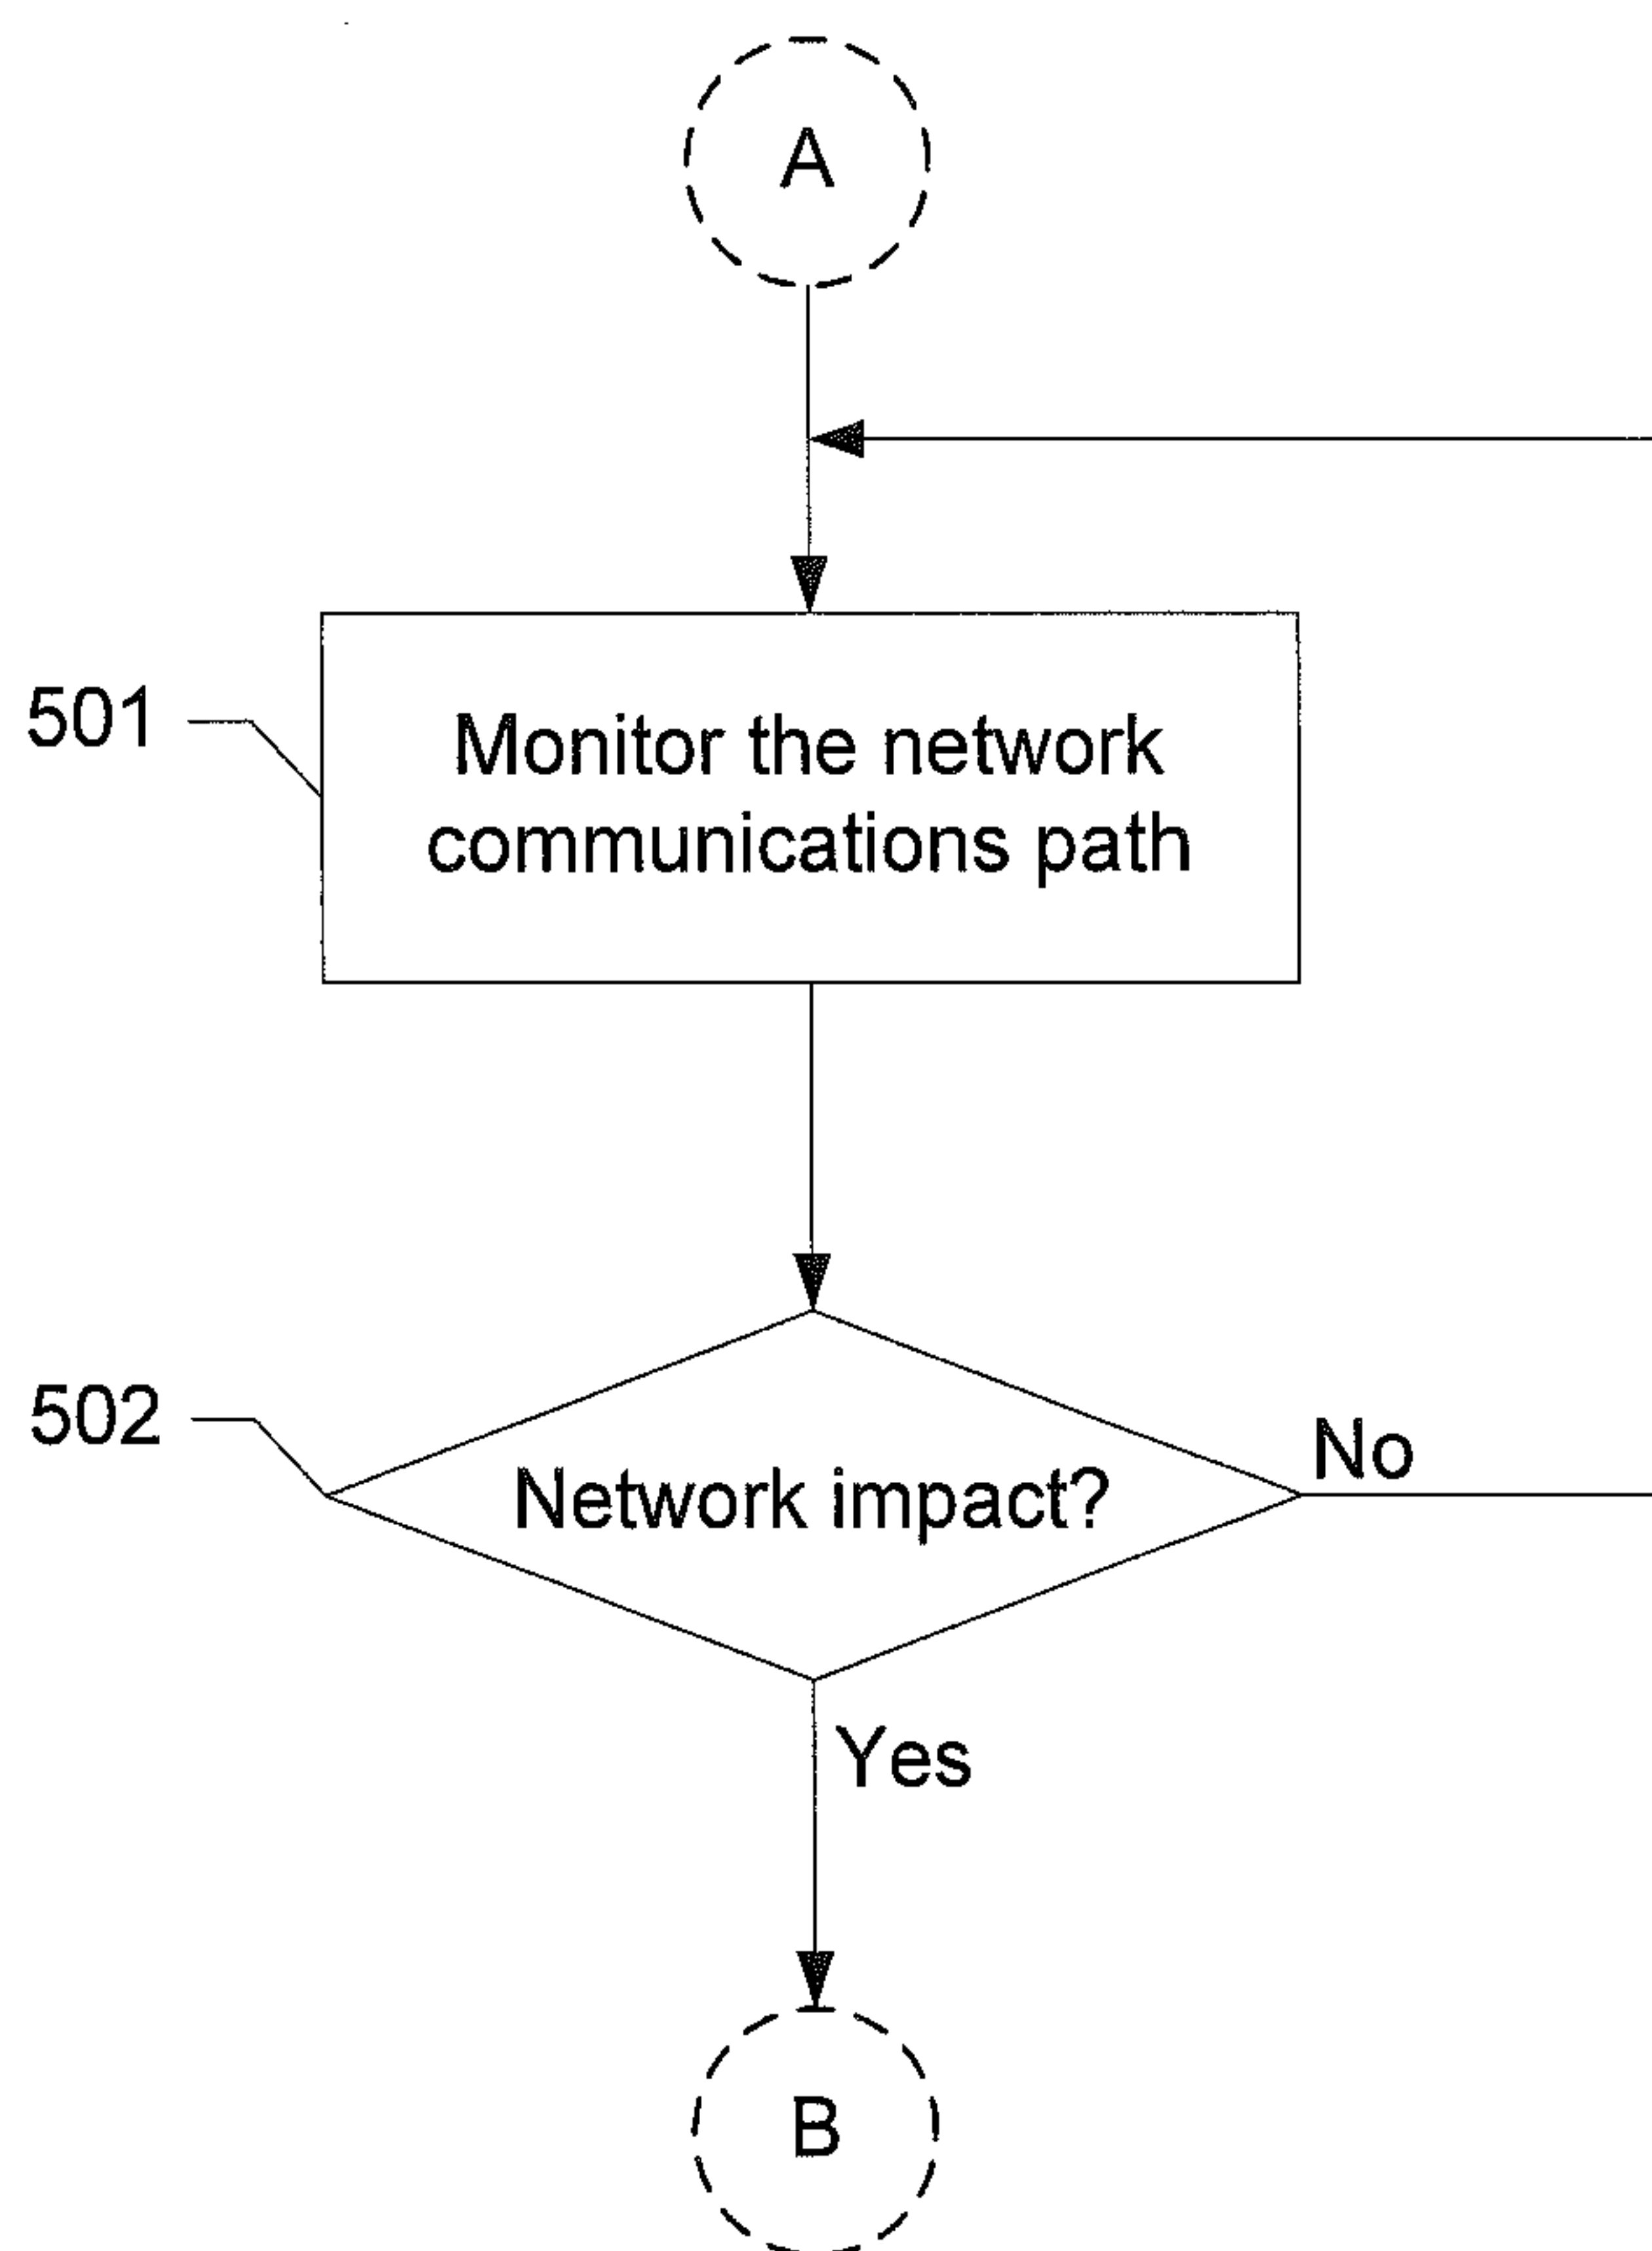 A
501
Monitor the network
communications path
502
Network impact?
No
Yes
B